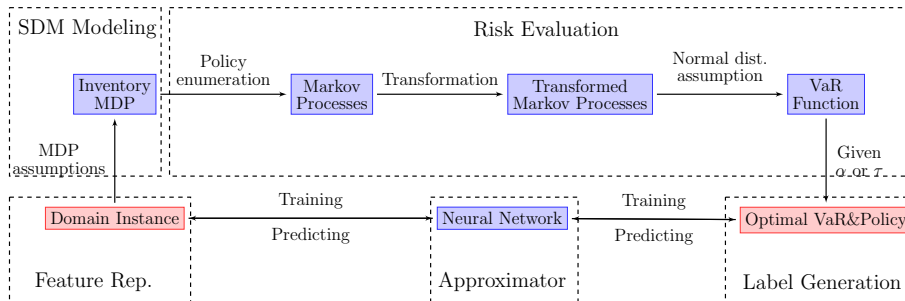 SDM Modeling
Risk Evaluation
Policy
enumeration
Transformation
Normal dist.
assumption
Inventory
MDP
Markov
Processes
Transformed
Markov Processes
VaR
Function
MDP
assumptions
Given
α or τ
Domain Instance
Training
Predicting
Neural Network
Training
Predicting
Optimal VaR&Policy
Feature Rep.
Approximator
Label Generation